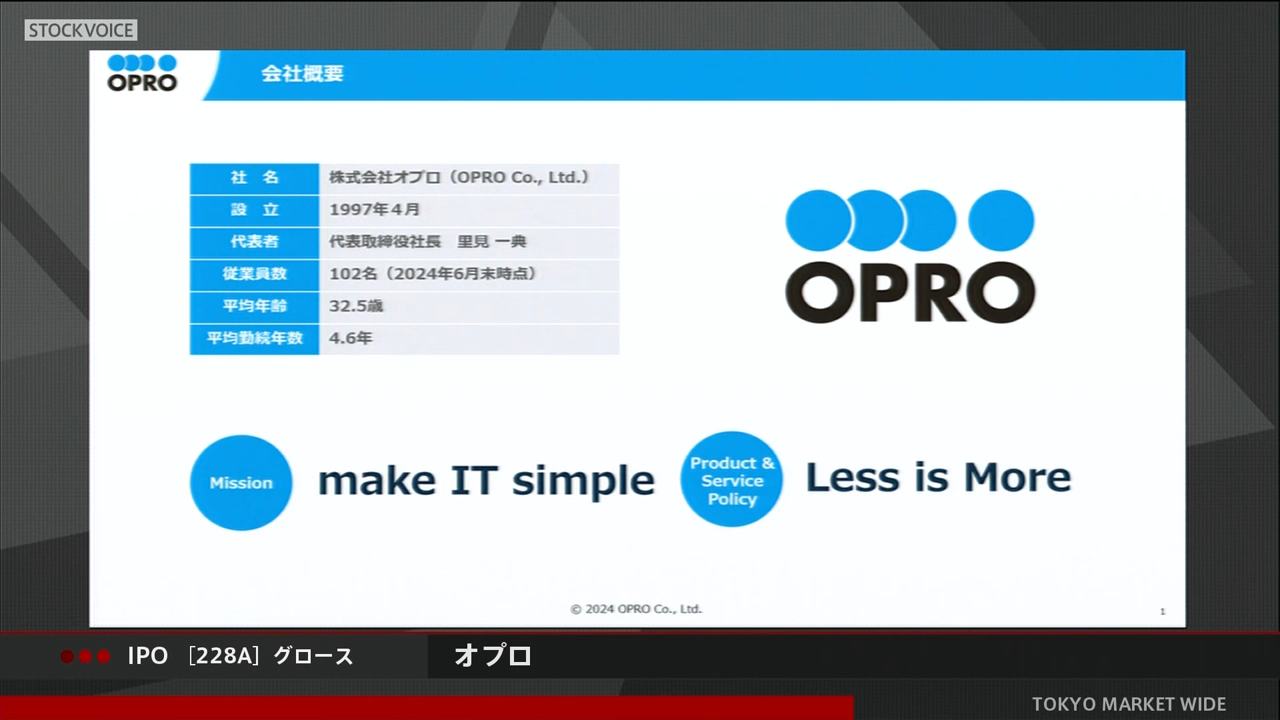 STOCKVOICE
OPRO
会社概要
社　名　株式会社オプロ（OPRO Co., Ltd.）
設　立　1997年４月
代表者　代表取締役社長　里見 一典
従業員数　102名（2024年6月末時点）
平均年齢　32.5歳
平均勤続年数　4.6年
OPRO
Mission
make IT simple
Product &
Service
Policy
Less is More
© 2024 OPRO Co., Ltd.
1
IPO ［228A］グロース
オプロ
TOKYO MARKET WIDE